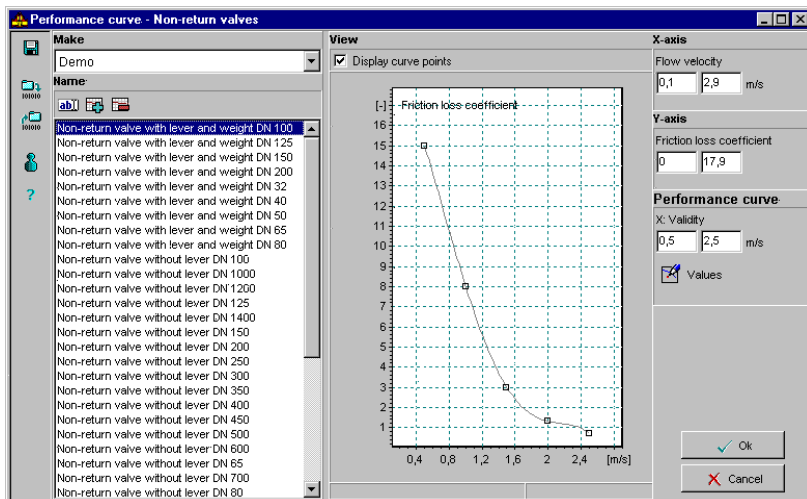 Performance curve - Non-return valves
Make
Demo
Name
ab
Non-return valve with lever and weight DN 100
Non-return valve with lever and weight DN 125
Non-return valve with lever and weight DN 150
Non-return valve with lever and weight DN 200
Non-return valve with lever and weight DN 32
Non-return valve with lever and weight DN 40
Non-return valve with lever and weight DN 50
Non-return valve with lever and weight DN 65
Non-return valve with lever and weight DN 80
Non-return valve without lever DN 100
Non-return valve without lever DN 1000
Non-return valve without lever DN 1200
Non-return valve without lever DN 125
Non-return valve without lever DN 1400
Non-return valve without lever DN 150
Non-return valve without lever DN 200
Non-return valve without lever DN 250
Non-return valve without lever DN 300
Non-return valve without lever DN 350
Non-return valve without lever DN 400
Non-return valve without lever DN 450
Non-return valve without lever DN 500
Non-return valve without lever DN 600
Non-return valve without lever DN 65
Non-return valve without lever DN 700
Non-return valve without lever DN 80
10101
10101
?
View
Display curve points
[-] Friction loss coefficient
16
15
14
13
12
11
10
9
8
7
6
5
4
3
2
1
0,4 0,8 1,2 1,6 2 2,4 [m/s]
X-axis
Flow velocity
0,1 2,9 m/s
Y-axis
Friction loss coefficient
0 17,9
Performance curve
X: Validity
0,5 2,5 m/s
Values
Ok
Cancel